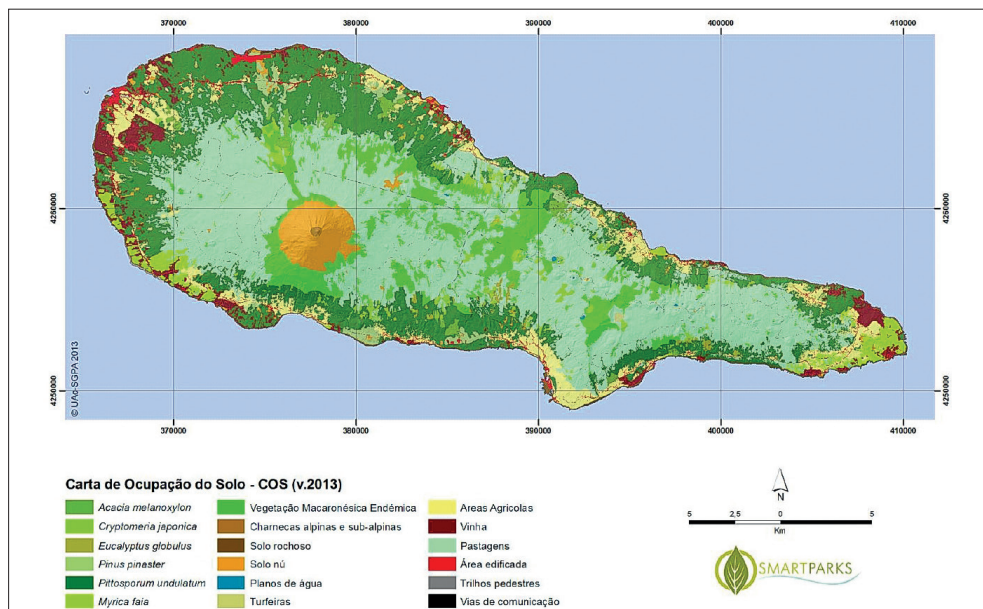 370000 380000 390000 400000 410000
4260000 4260000
4250000 4250000
© UAc-SGPA 2013
370000 380000 390000 400000 410000
Carta de Ocupação do Solo - COS (v.2013)
Acacia melanoxylon
Cryptomeria japonica
Eucalyptus globulus
Pinus pinaster
Pittosporum undulatum
Myrica faia
Vegetação Macaronésica Endémica
Charnecas alpinas e sub-alpinas
Solo rochoso
Solo nú
Planos de água
Turfeiras
Areas Agricolas
Vinha
Pastagens
Área edificada
Trilhos pedestres
Vias de comunicação
N
5 2,5 0 5
Km
SMARTPARKS